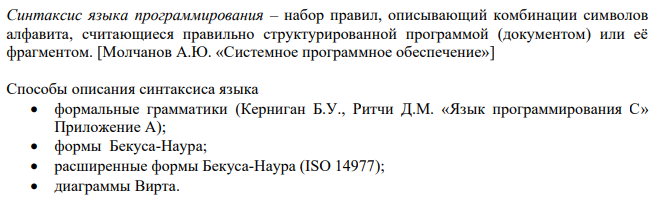 Синтаксис языка программирования – набор правил, описывающий комбинации символов
алфавита, считающиеся правильно структурированной программой (документом) или её
фрагментом. [Молчанов А.Ю. «Системное программное обеспечение»]
Способы описания синтаксиса языка
• формальные грамматики (Керниган Б.У., Ритчи Д.М. «Язык программирования С»
Приложение А);
• формы Бекуса-Наура;
• расширенные формы Бекуса-Наура (ISO 14977);
• диаграммы Вирта.